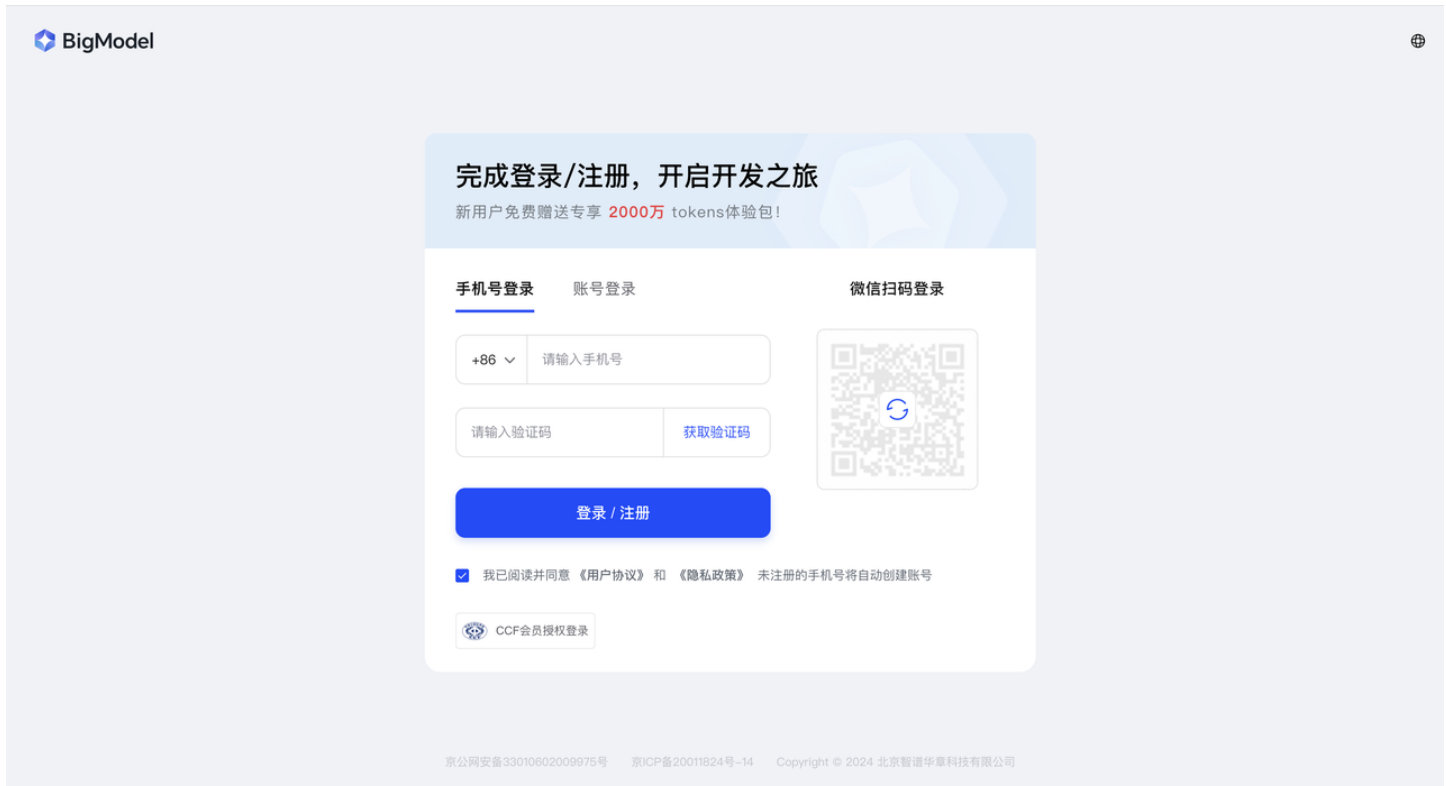 BigModel
完成登录/注册，开启开发之旅
新用户免费赠送专享 2000万 tokens体验包！
手机号登录 账号登录
微信扫码登录
+86 请输入手机号
请输入验证码 获取验证码
登录 / 注册
我已阅读并同意《用户协议》和《隐私政策》 未注册的手机号将自动创建账号
CCF会员授权登录
京公网安备33010602009975号 京ICP备20011824号-14 Copyright © 2024 北京智谱华章科技有限公司